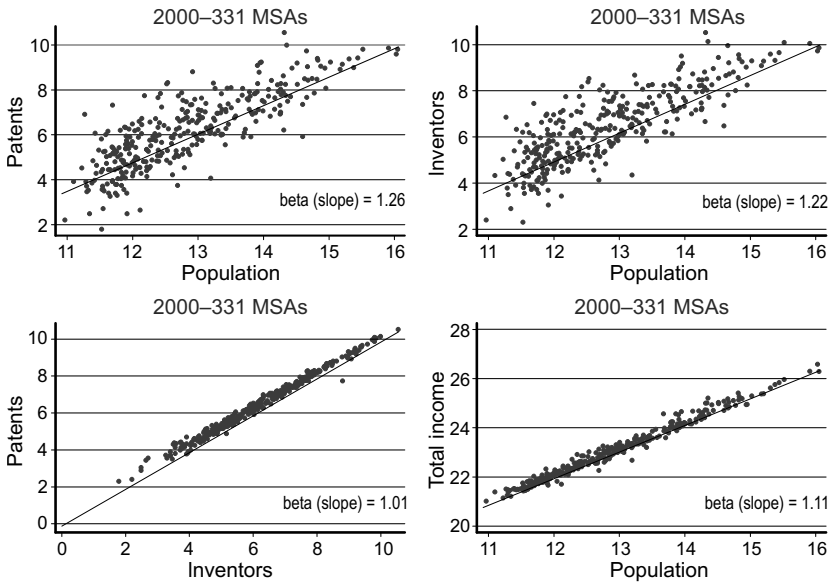 2000–331 MSAs
Patents
10
8
6
4
2
beta (slope) = 1.26
11 12 13 14 15 16
Population
2000–331 MSAs
Inventors
10
8
6
4
2
beta (slope) = 1.22
11 12 13 14 15 16
Population
2000–331 MSAs
Patents
10
8
6
4
2
0
beta (slope) = 1.01
0 2 4 6 8 10
Inventors
2000–331 MSAs
Total income
28
26
24
22
20
beta (slope) = 1.11
11 12 13 14 15 16
Population